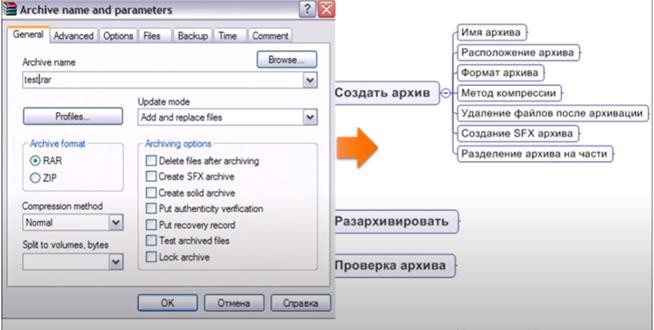 Archive name and parameters
General Advanced Options Files Backup Time Comment
Archive name
Browse...
test.rar
Profiles...
Update mode
Add and replace files
Archive format
RAR
ZIP
Compression method
Normal
Split to volumes, bytes
Archiving options
Delete files after archiving
Create SFX archive
Create solid archive
Put authenticity verification
Put recovery record
Test archived files
Lock archive
OK Отмена Справка
Создать архив
Имя архива
Расположение архива
Формат архива
Метод компрессии
Удаление файлов после архивации
Создание SFX архива
Разделение архива на части
Разархивировать
Проверка архива